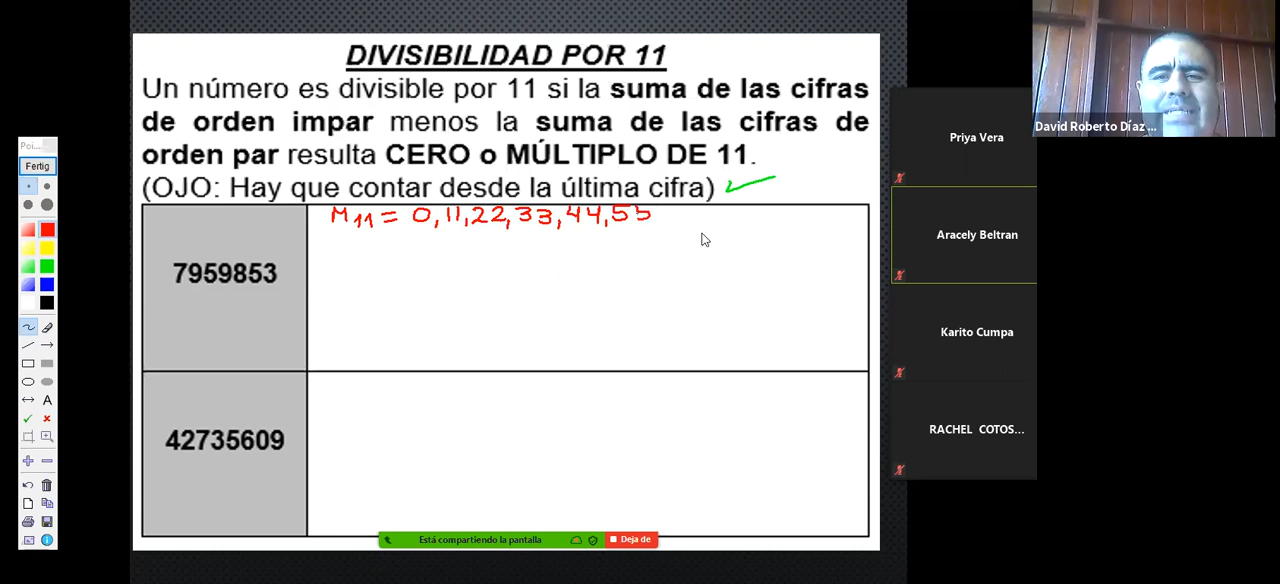 DIVISIBILIDAD POR 11
Un número es divisible por 11 si la suma de las cifras
de orden impar menos la suma de las cifras de
orden par resulta CERO o MÚLTIPLO DE 11.
(OJO: Hay que contar desde la última cifra)
M11 = 0,11,22,33,44,55
7959853
42735609
Poi...
Fertig
A
Está compartiendo la pantalla
Deja de
David Roberto Díaz ...
Priya Vera
Aracely Beltran
Karito Cumpa
RACHEL COTOS...